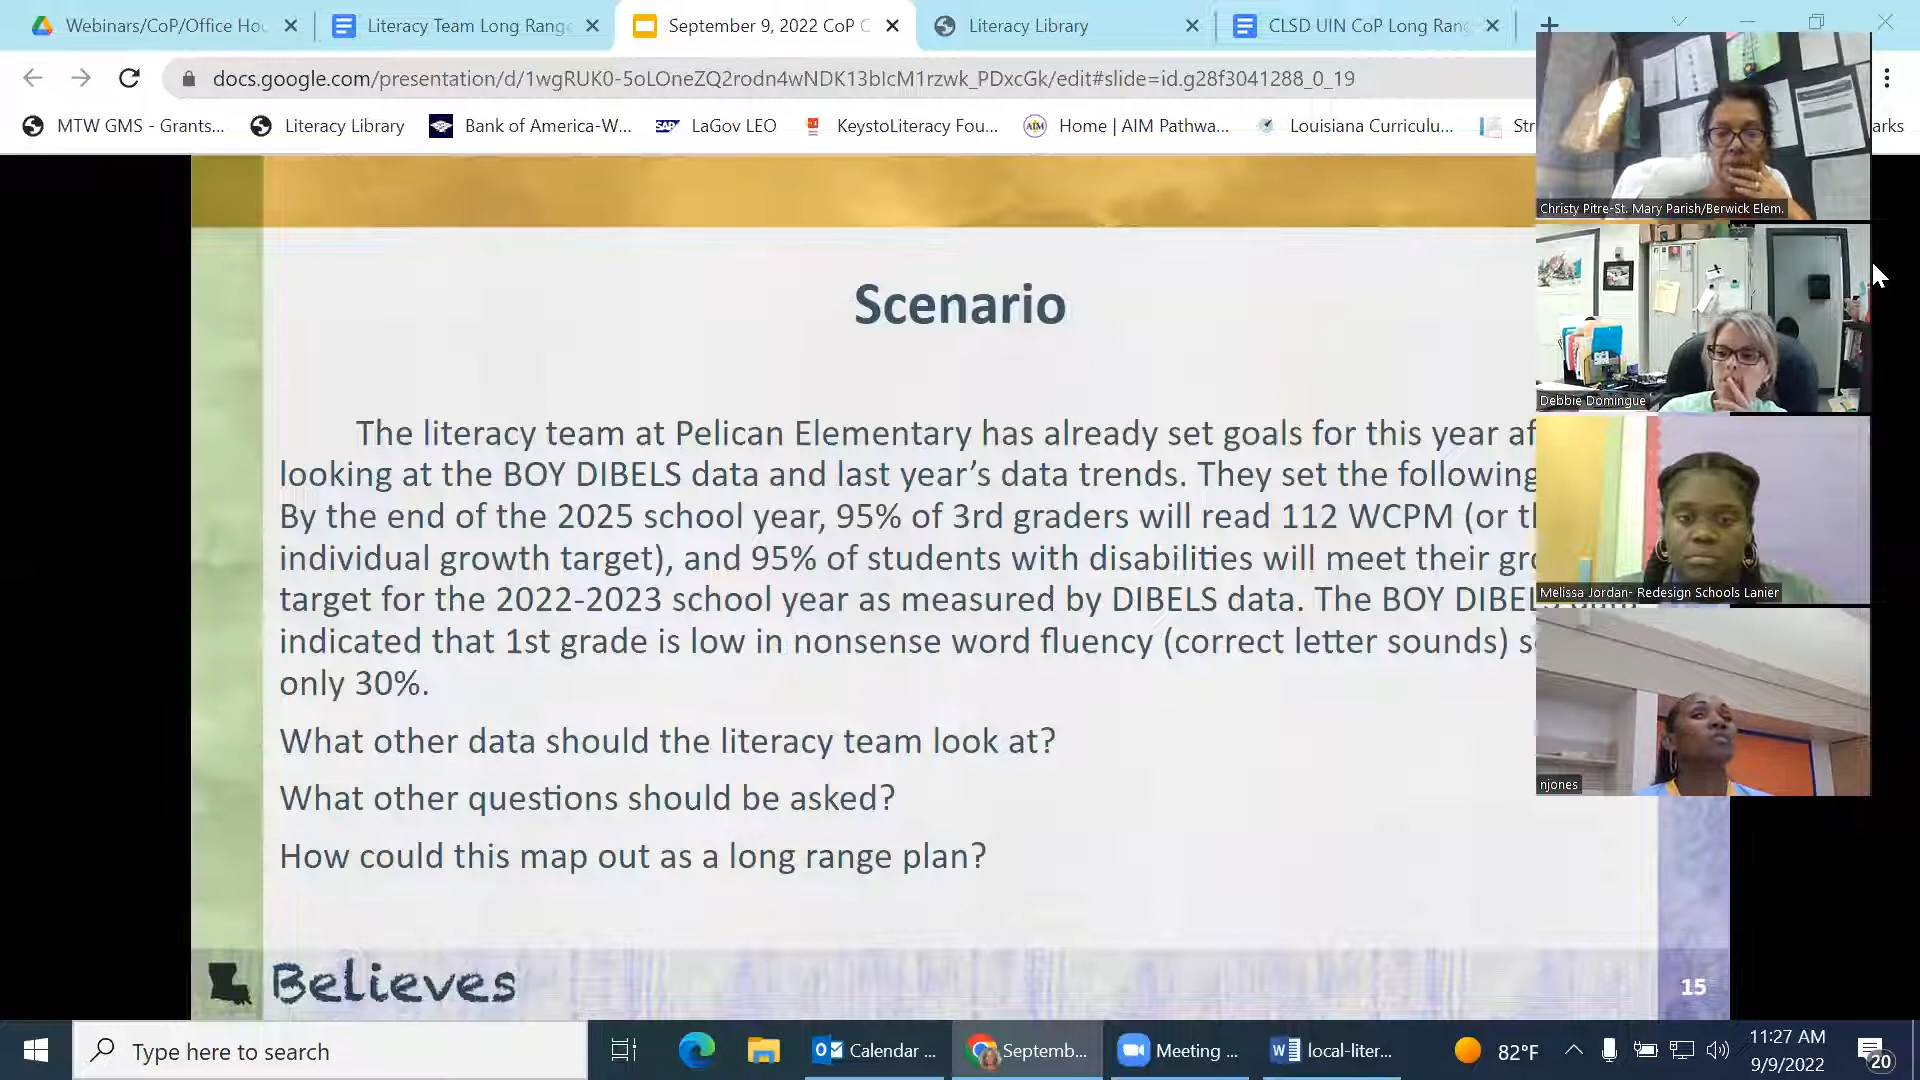 Webinars/CoP/Office Ho
Literacy Team Long Range
September 9, 2022 CoP
Literacy Library
CLSD UIN CoP Long Rang
docs.google.com/presentation/d/1wgRUK0-5oLOneZQ2rodn4wNDK13blcM1rzwk_PDxcGk/edit#slide=id.g28f3041288_0_19
MTW GMS - Grants...
Literacy Library
Bank of America-W...
LaGov LEO
KeystoLiteracy Fou...
Home | AIM Pathwa...
Louisiana Curriculu...
Str
arks
Scenario
The literacy team at Pelican Elementary has already set goals for this year af
looking at the BOY DIBELS data and last year’s data trends. They set the following
By the end of the 2025 school year, 95% of 3rd graders will read 112 WCPM (or t
individual growth target), and 95% of students with disabilities will meet their gr
target for the 2022-2023 school year as measured by DIBELS data. The BOY DIBELS data
indicated that 1st grade is low in nonsense word fluency (correct letter sounds) s
only 30%.
What other data should the literacy team look at?
What other questions should be asked?
How could this map out as a long range plan?
Believes
15
Christy Pitre-St. Mary Parish/Berwick Elem.
Debbie Domingue
Melissa Jordan- Redesign Schools Lanier
njones
Type here to search
Calendar ...
Septemb...
Meeting ...
local-liter...
82°F
11:27 AM
9/9/2022
20